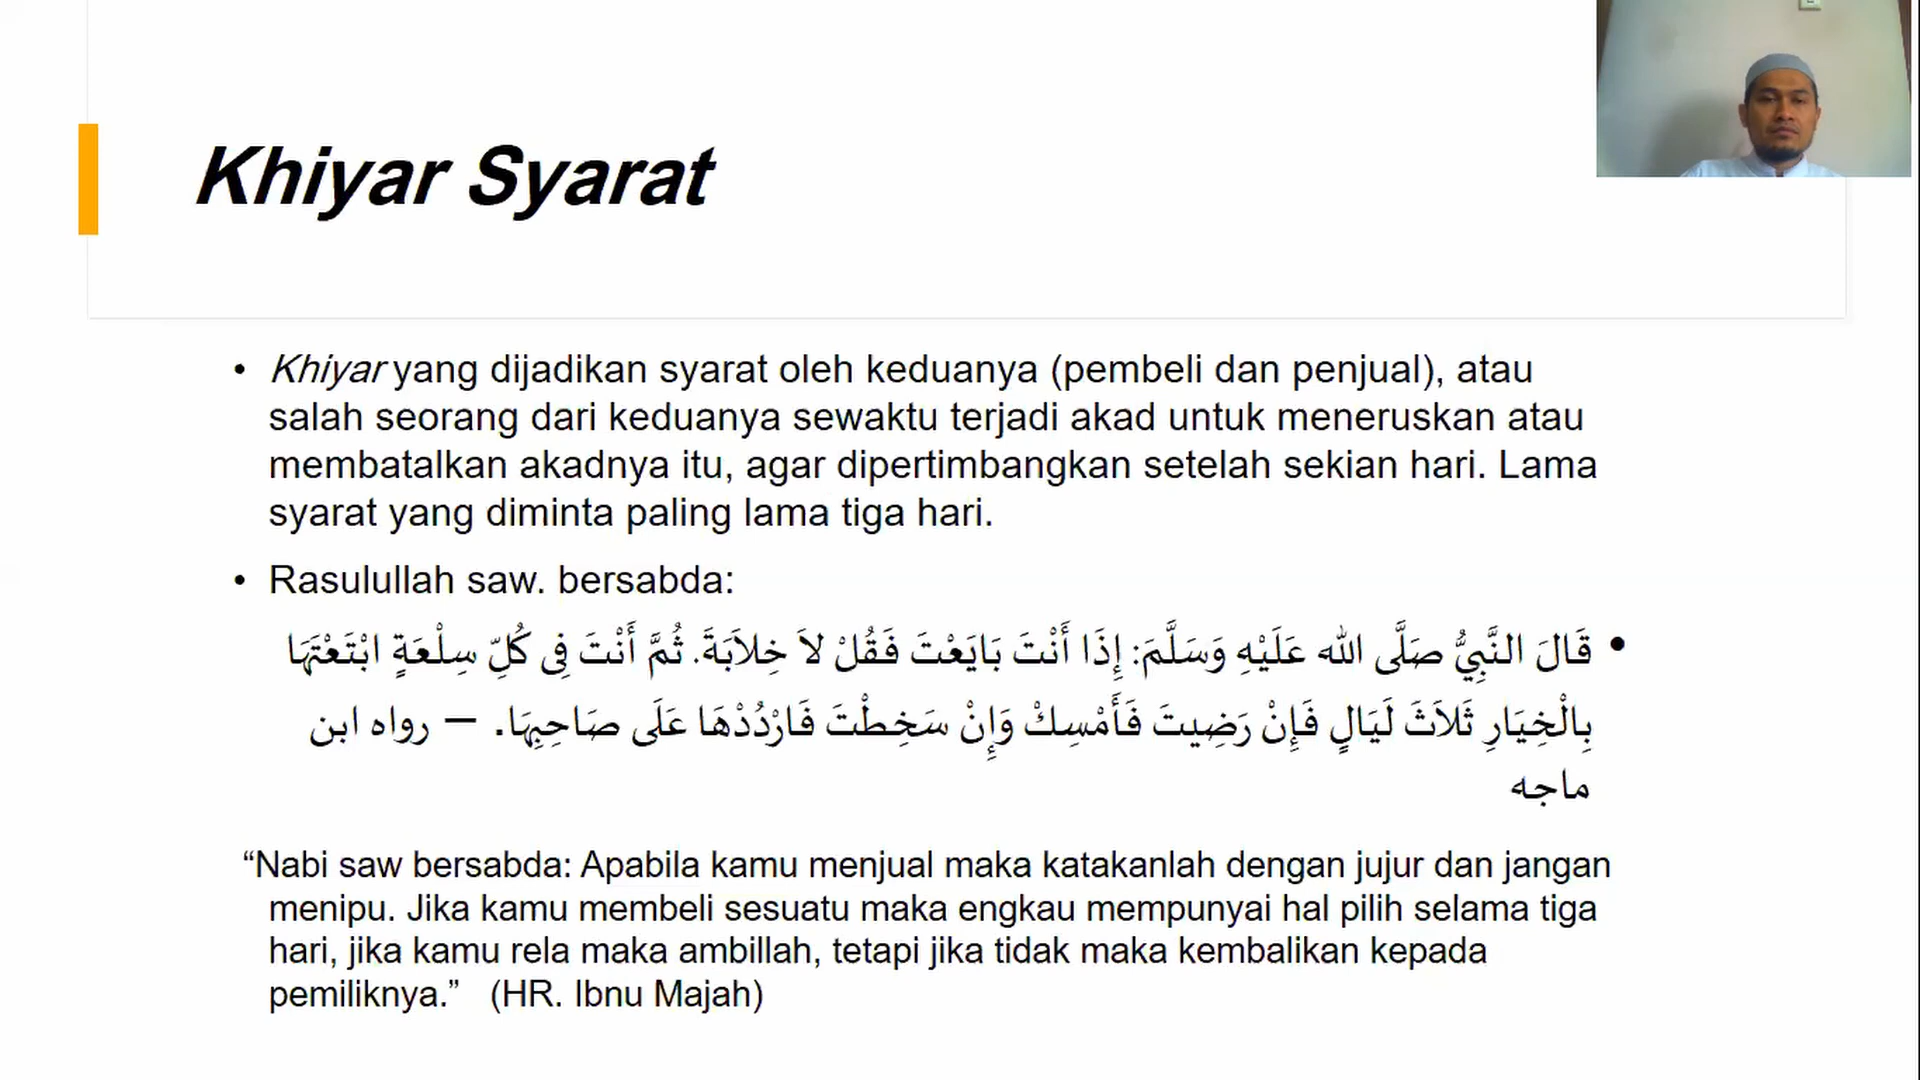 Khiyar Syarat
• Khiyar yang dijadikan syarat oleh keduanya (pembeli dan penjual), atau
salah seorang dari keduanya sewaktu terjadi akad untuk meneruskan atau
membatalkan akadnya itu, agar dipertimbangkan setelah sekian hari. Lama
syarat yang diminta paling lama tiga hari.
• Rasulullah saw. bersabda:
• قَالَ النَّبِيُّ صَلَّى الله عَلَيْهِ وَسَلَّمَ: إِذَا أَنْتَ بَايَعْتَ فَقُلْ لاَ خِلاَبَةَ. ثُمَّ أَنْتَ فِى كُلِّ سِلْعَةٍ ابْتَعْتَهَا
بِالْخِيَارِ ثَلاَثَ لَيَالٍ فَإِنْ رَضِيتَ فَأَمْسِكْ وَإِنْ سَخِطْتَ فَارْدُدْهَا عَلَى صَاحِبِهَا. – رواه ابن
ماجه
“Nabi saw bersabda: Apabila kamu menjual maka katakanlah dengan jujur dan jangan
menipu. Jika kamu membeli sesuatu maka engkau mempunyai hal pilih selama tiga
hari, jika kamu rela maka ambillah, tetapi jika tidak maka kembalikan kepada
pemiliknya.” (HR. Ibnu Majah)